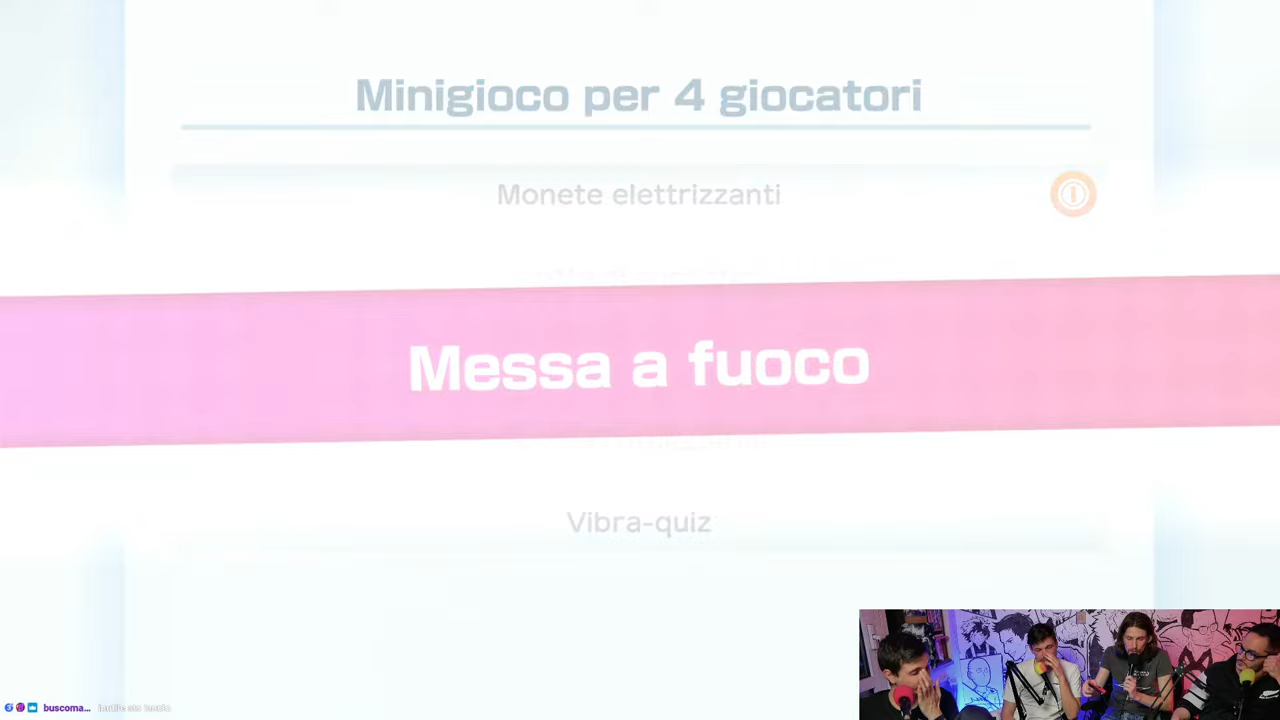 Minigioco per 4 giocatori
Monete elettrizzanti
Messa a fuoco
Vibra-quiz
buscoma...